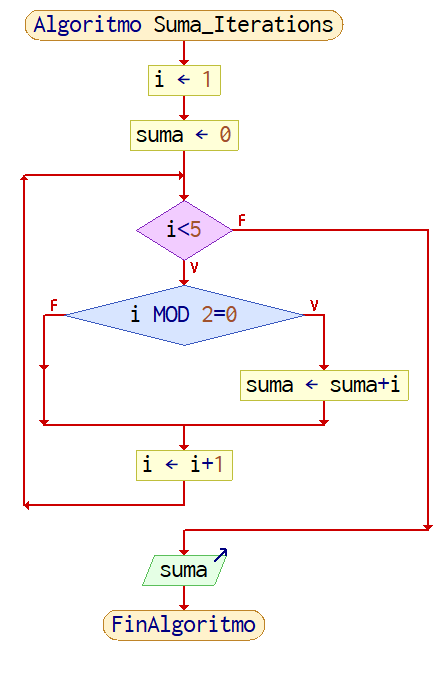 Algoritmo Suma_Iterations
i ← 1
suma ← 0
i<5
F
V
i MOD 2=0
F
V
suma ← suma+i
i ← i+1
suma
FinAlgoritmo